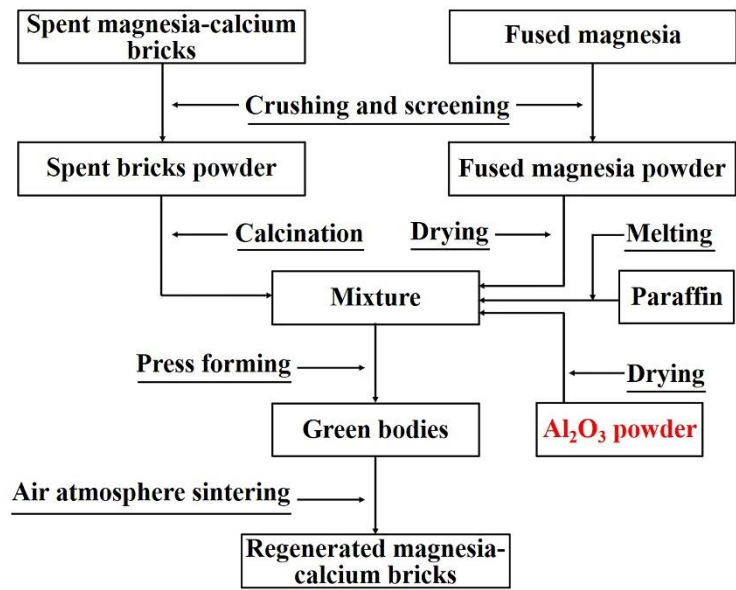 Spent magnesia-calcium
bricks
Fused magnesia
Crushing and screening
Spent bricks powder
Fused magnesia powder
Calcination
Drying
Melting
Mixture
Paraffin
Press forming
Drying
Green bodies
Al₂O₃ powder
Air atmosphere sintering
Regenerated magnesia-
calcium bricks